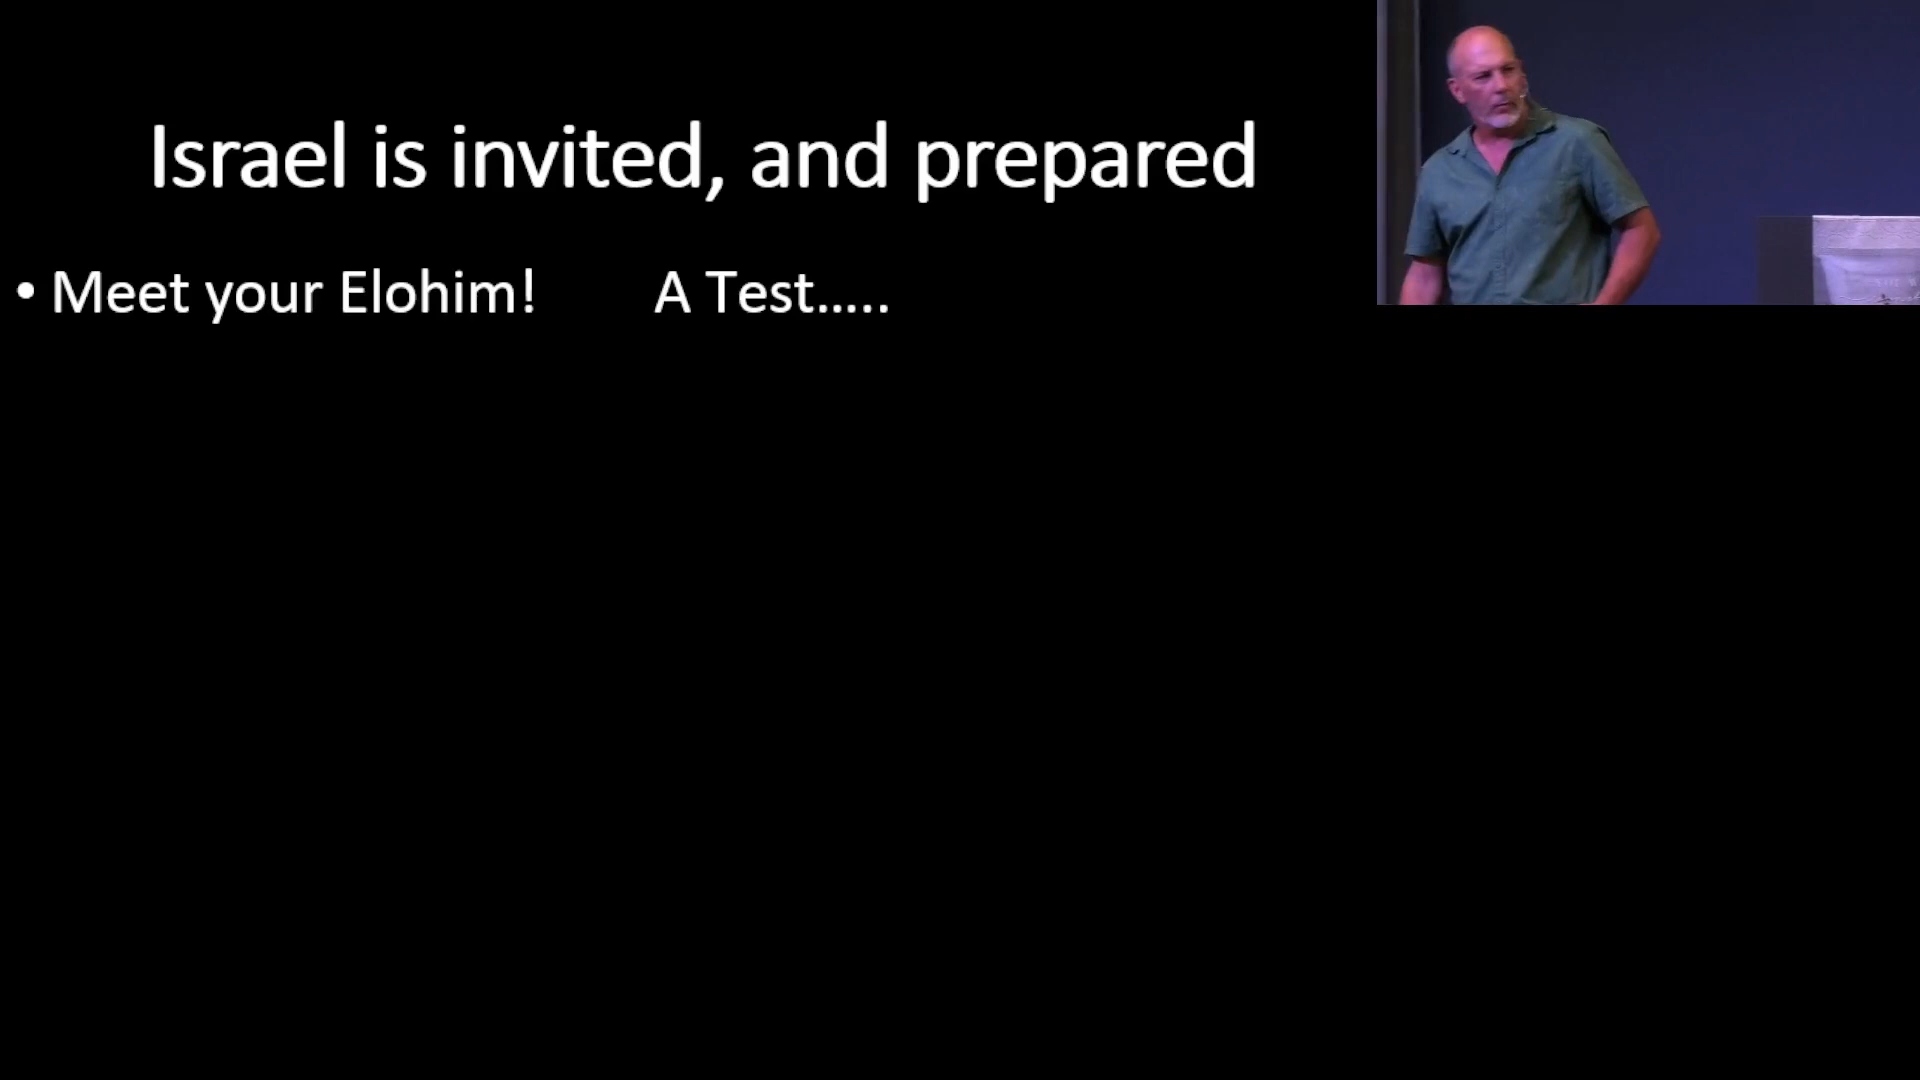 Israel is invited, and prepared
• Meet your Elohim! A Test.....